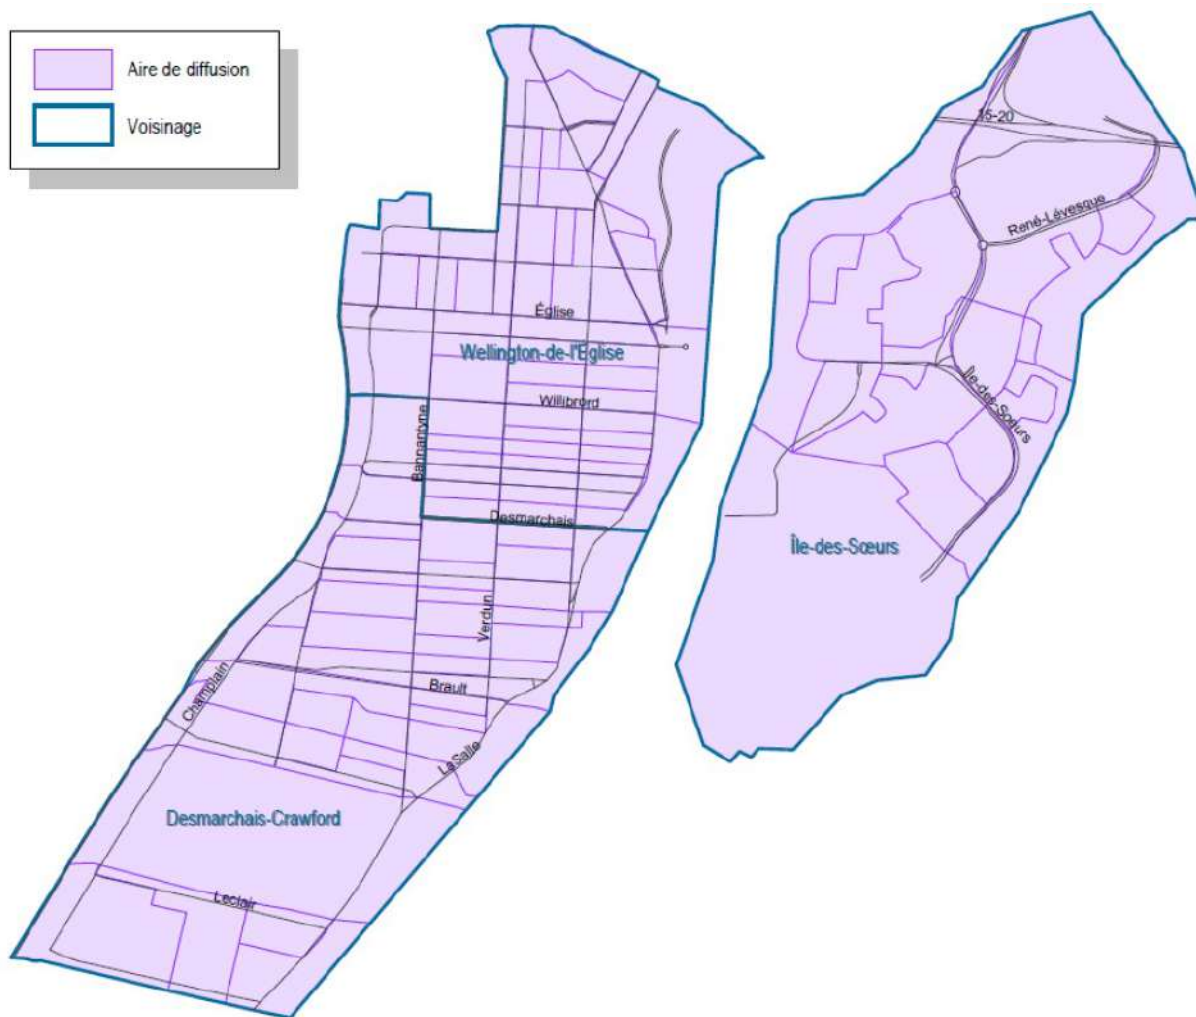 Aire de diffusion
Voisinage
15-20
René-Lévesque
Église
Wellington-de-l'Église
Willibrord
Bannantyne
Île-des-Sœurs
Desmarchais
Île-des-Sœurs
Verdun
Champlain
Brault
LaSalle
Desmarchais-Crawford
Leclair